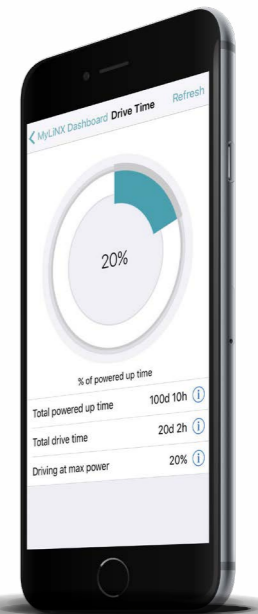 MyLiNX Dashboard Drive Time Refresh
20%
% of powered up time
Total powered up time 100d 10h
Total drive time 20d 2h
Driving at max power 20%